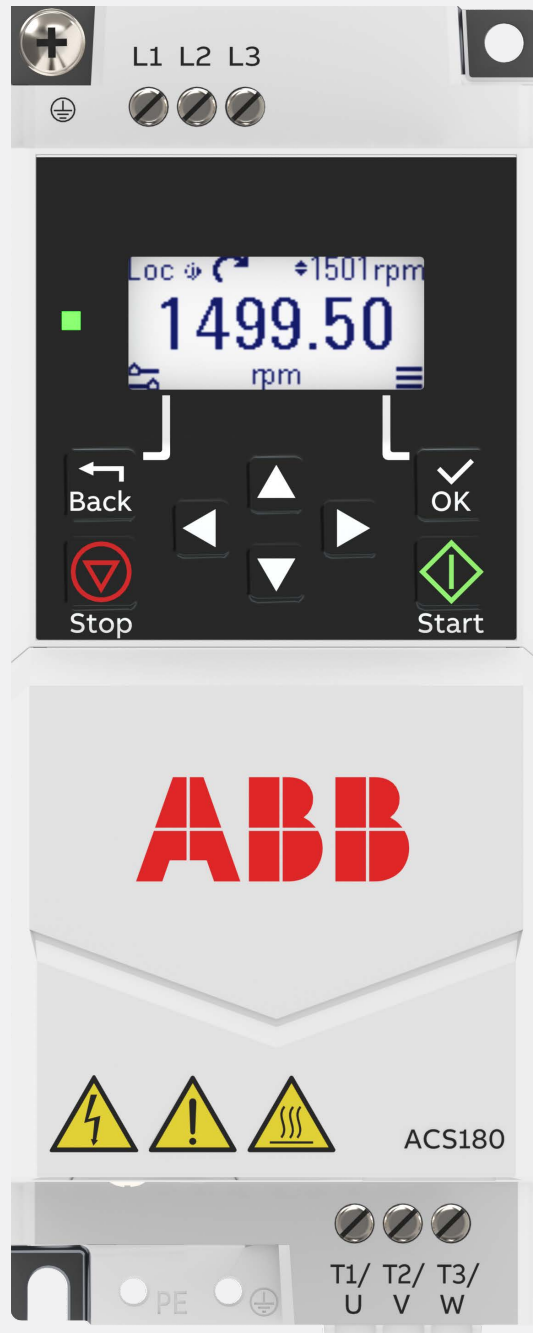 L1 L2 L3
Loc 1501rpm
1499.50
rpm
Back OK
Stop Start
ABB
ACS180
T1/ T2/ T3/
U V W
PE